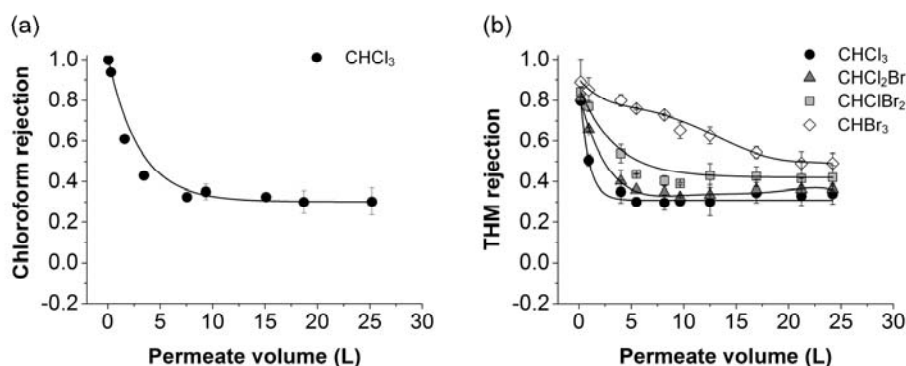 (a)
CHCl₃
Chloroform rejection
1.0
0.8
0.6
0.4
0.2
0.0
-0.2
0 5 10 15 20 25 30
Permeate volume (L)
(b)
CHCl₃
CHCl₂Br
CHClBr₂
CHBr₃
THM rejection
1.0
0.8
0.6
0.4
0.2
0.0
-0.2
0 5 10 15 20 25 30
Permeate volume (L)